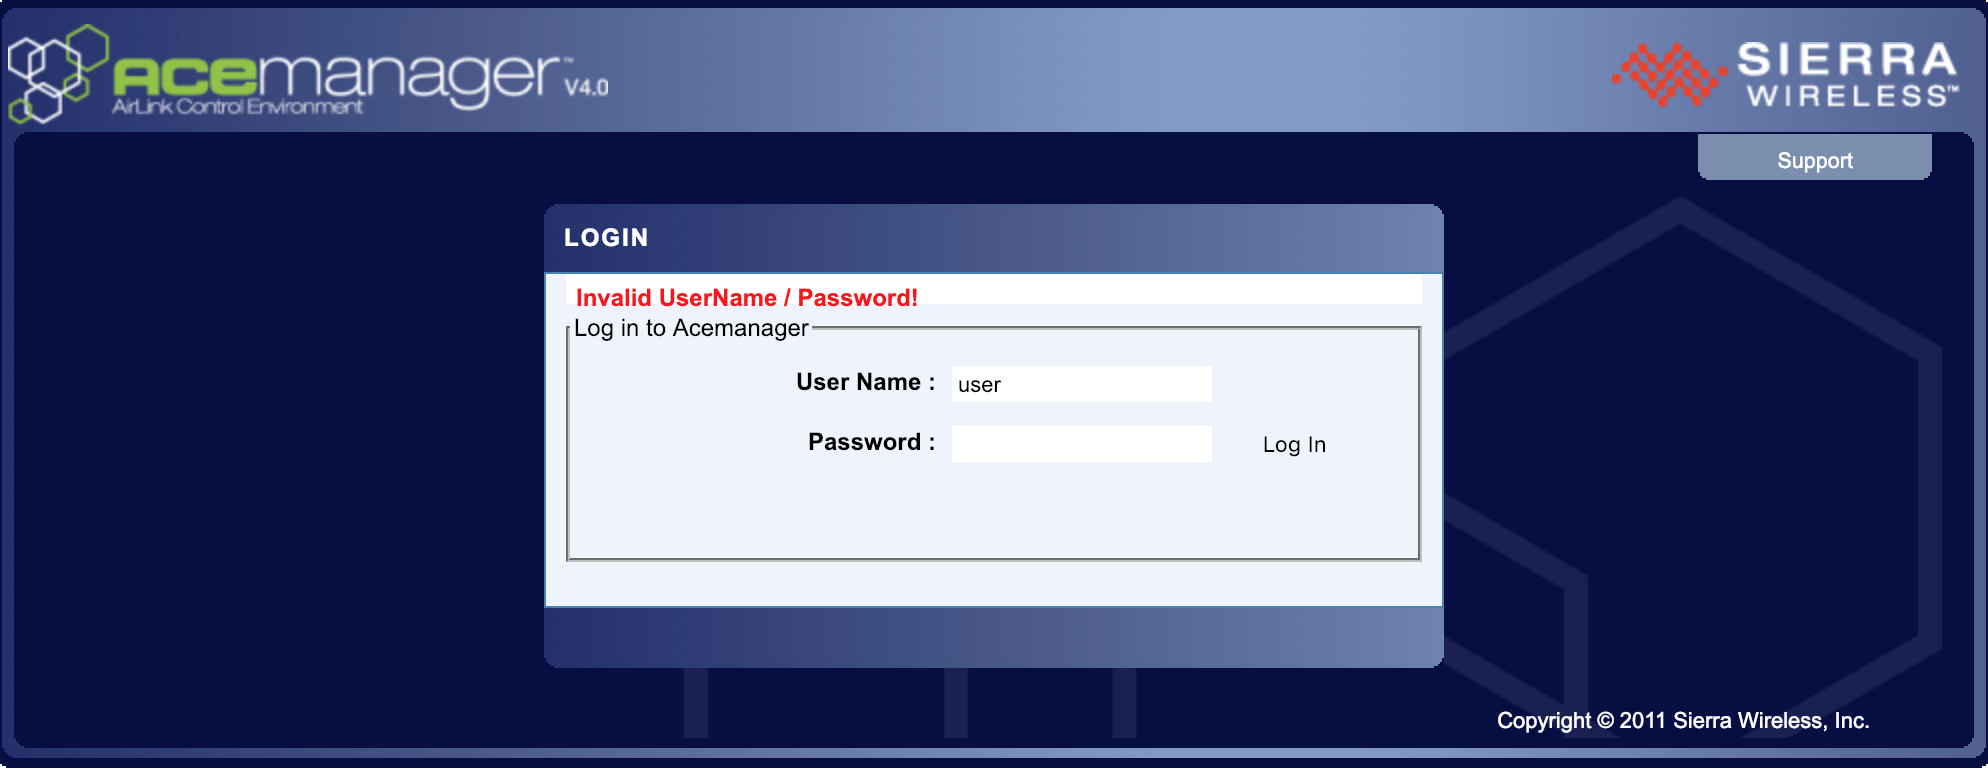 ACEmanager™ V4.0
AirLink Control Environment
SIERRA
WIRELESS™
Support
LOGIN
Invalid UserName / Password!
Log in to Acemanager
User Name : user
Password : Log In
Copyright © 2011 Sierra Wireless, Inc.